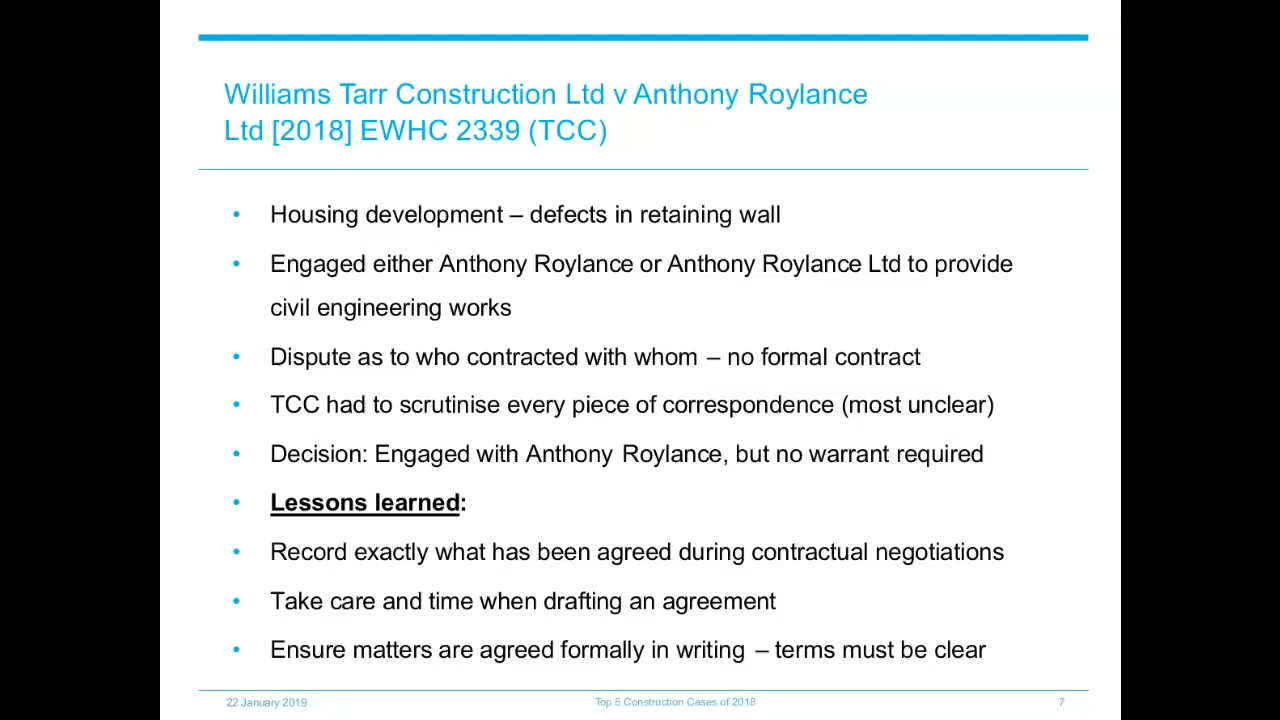 Williams Tarr Construction Ltd v Anthony Roylance
Ltd [2018] EWHC 2339 (TCC)
• Housing development – defects in retaining wall
• Engaged either Anthony Roylance or Anthony Roylance Ltd to provide
civil engineering works
• Dispute as to who contracted with whom – no formal contract
• TCC had to scrutinise every piece of correspondence (most unclear)
• Decision: Engaged with Anthony Roylance, but no warrant required
• Lessons learned:
• Record exactly what has been agreed during contractual negotiations
• Take care and time when drafting an agreement
• Ensure matters are agreed formally in writing – terms must be clear
22 January 2019
Top 5 Construction Cases of 2018
7